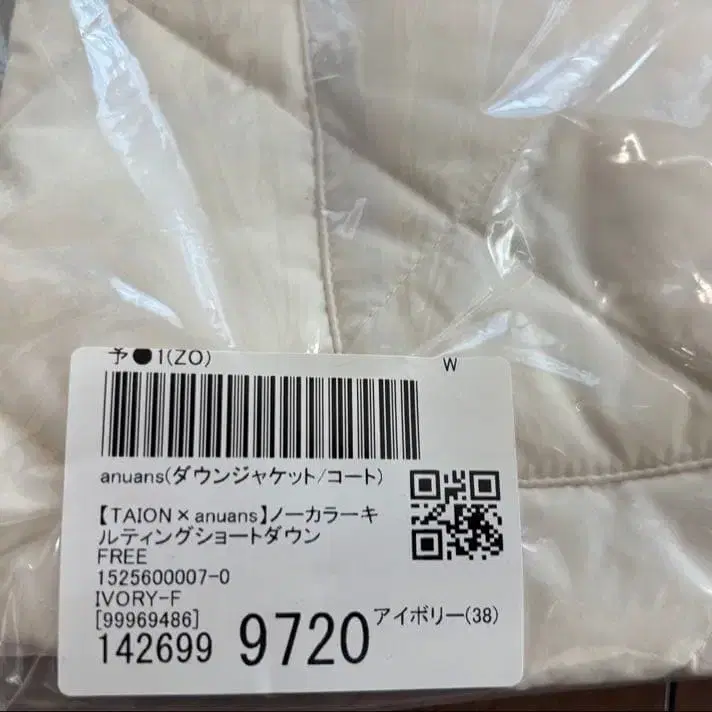 予●1(ZO)
W
anuans(ダウンジャケット/コート)
【TAION×anuans】ノーカラーキ
ルティングショートダウン
FREE
1525600007-0
IVORY-F
[99969486]
142699 9720 アイボリー(38)